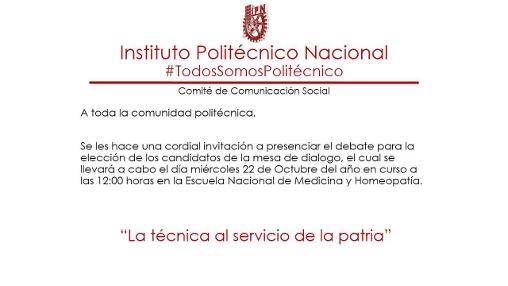 IPN
Instituto Politécnico Nacional
#TodosSomosPolitécnico
Comité de Comunicación Social
A toda la comunidad politécnica,
Se les hace una cordial invitación a presenciar el debate para la
elección de los candidatos de la mesa de dialogo, el cual se
llevará a cabo el día miércoles 22 de Octubre del año en curso a
las 12:00 horas en la Escuela Nacional de Medicina y Homeopatía.
“La técnica al servicio de la patria”